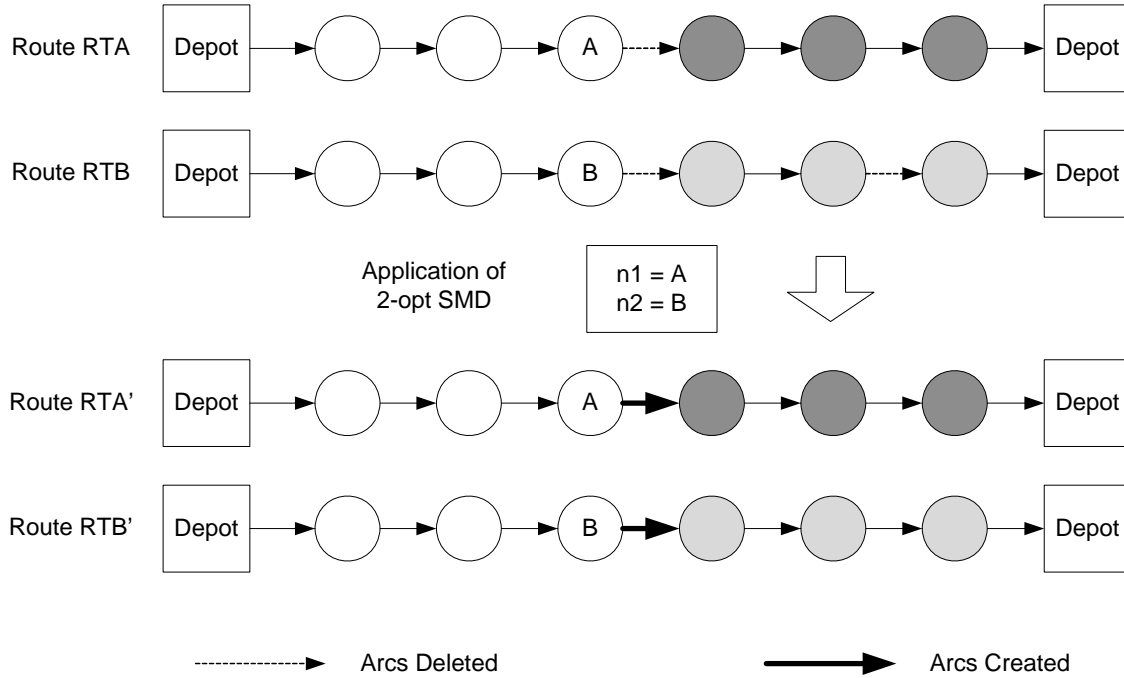 Route RTA
Depot
A
Depot
Route RTB
Depot
B
Depot
Application of
2-opt SMD
n1 = A
n2 = B
Route RTA’
Depot
A
Depot
Route RTB’
Depot
B
Depot
Arcs Deleted
Arcs Created